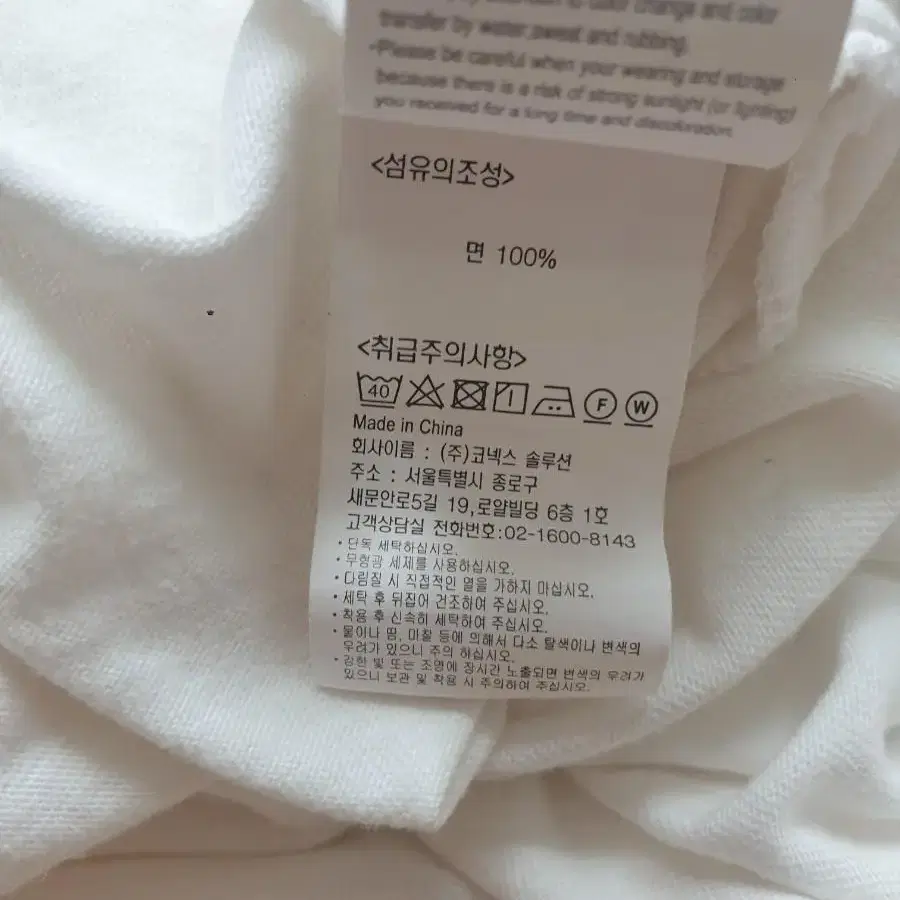 to color change and color
transfer by water,sweat and rubbing.
•Please be careful when your wearing and storage
because there is a risk of strong sunlight (or lighting)
you received for a long time and discoloration.
<섬유의조성>
면 100%
<취급주의사항>
40 F W
Made in China
회사이름 : (주)코넥스 솔루션
주소 : 서울특별시 종로구
새문안로5길 19,로얄빌딩 6층 1호
고객상담실 전화번호:02-1600-8143
• 단독 세탁하십시오.
• 무형광 세제를 사용하십시오.
• 다림질 시 직접적인 열을 가하지 마십시오.
• 세탁 후 뒤집어 건조하여 주십시오.
• 착용 후 신속히 세탁하여 주십시오.
• 물이나 땀, 마찰 등에 의해서 다소 탈색이나 변색의
우려가 있으니 주의 하십시오.
• 강한 빛 또는 조명에 장시간 노출되면 변색의 우려가
있으니 보관 및 착용 시 주의하여 주십시오.